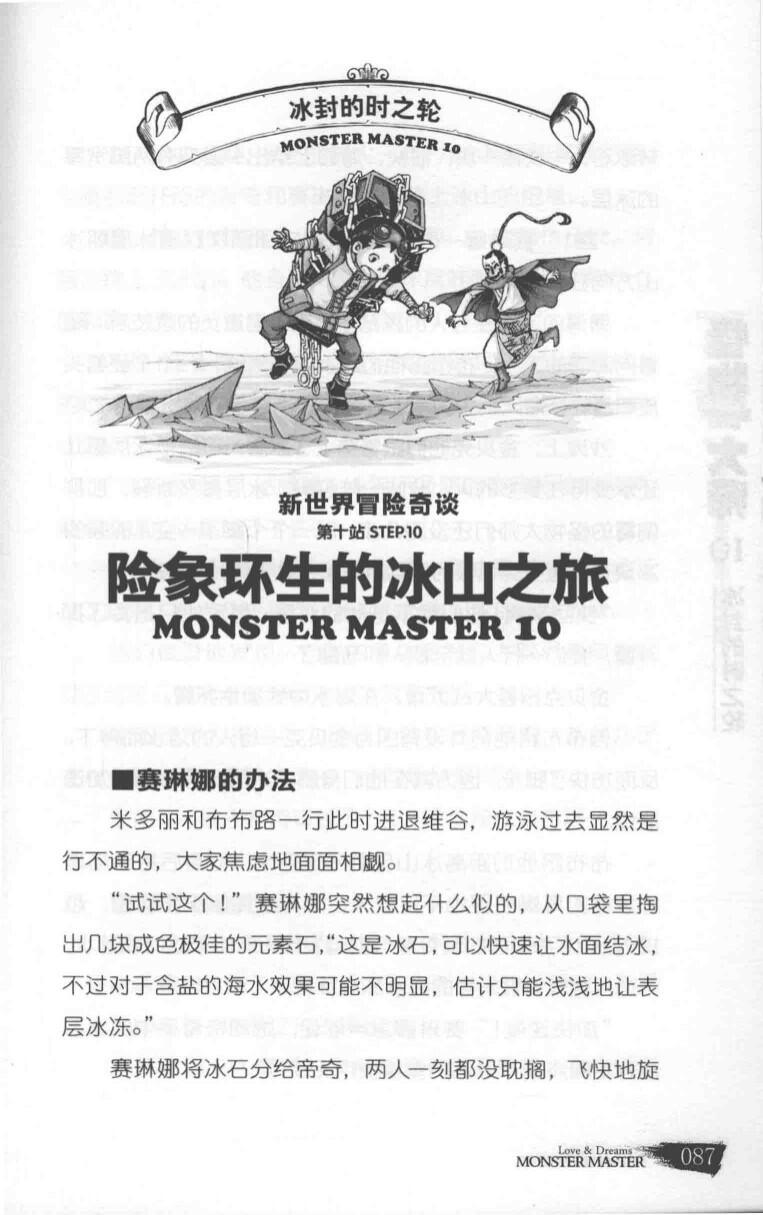 冰封的时之轮
MONSTER MASTER 10
新世界冒险奇谈
第十站 STEP.10
险象环生的冰山之旅
MONSTER MASTER 10
■赛琳娜的办法
米多丽和布布路一行此时进退维谷，游泳过去显然是
行不通的，大家焦虑地面面相觑。
“试试这个！”赛琳娜突然想起什么似的，从口袋里掏
出几块成色极佳的元素石，“这是冰石，可以快速让水面结冰，
不过对于含盐的海水效果可能不明显，估计只能浅浅地让表
层冰冻。”
赛琳娜将冰石分给帝奇，两人一刻都没耽搁，飞快地旋
Love & Dreams
MONSTER MASTER
087